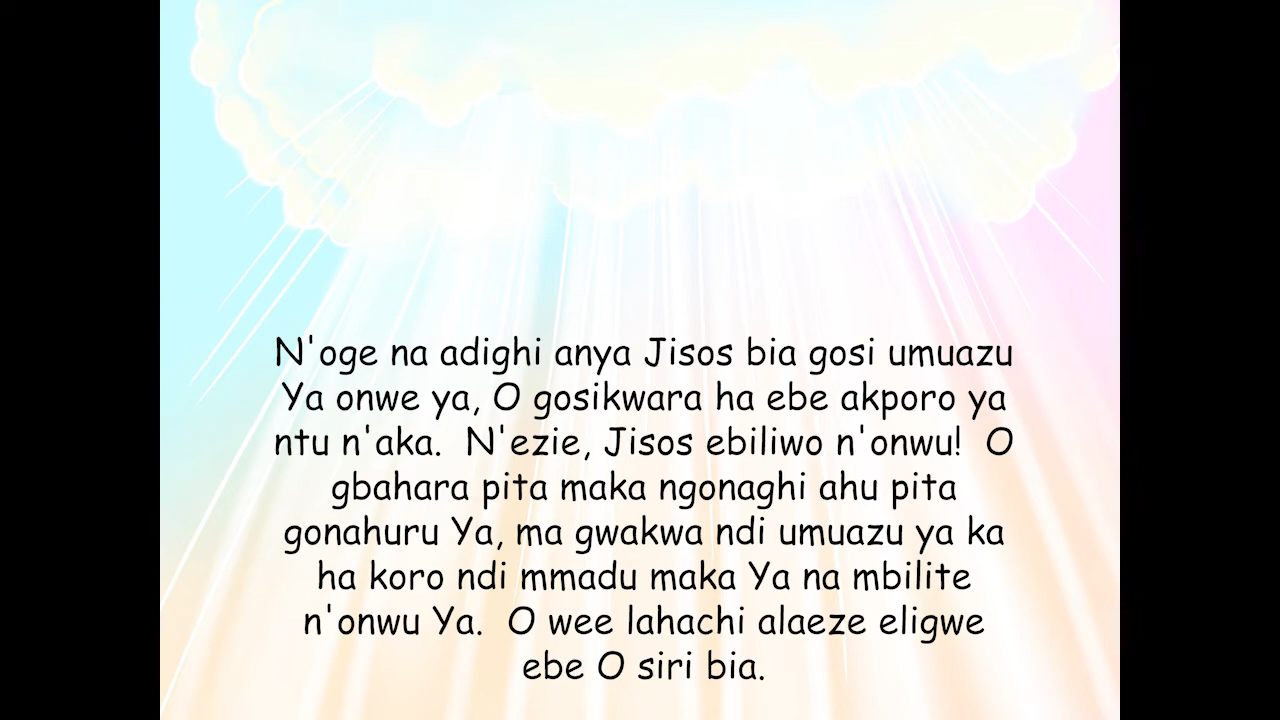 N'oge na adighi anya Jisos bia gosi umuazu
Ya onwe ya, O gosikwara ha ebe akporo ya
ntu n'aka. N'ezie, Jisos ebiliwo n'onwu! O
gbahara pita maka ngonaghi ahu pita
gonahuru Ya, ma gwakwa ndi umuazu ya ka
ha koro ndi mmadu maka Ya na mbilite
n'onwu Ya. O wee lahachi alaeze eligwe
ebe O siri bia.